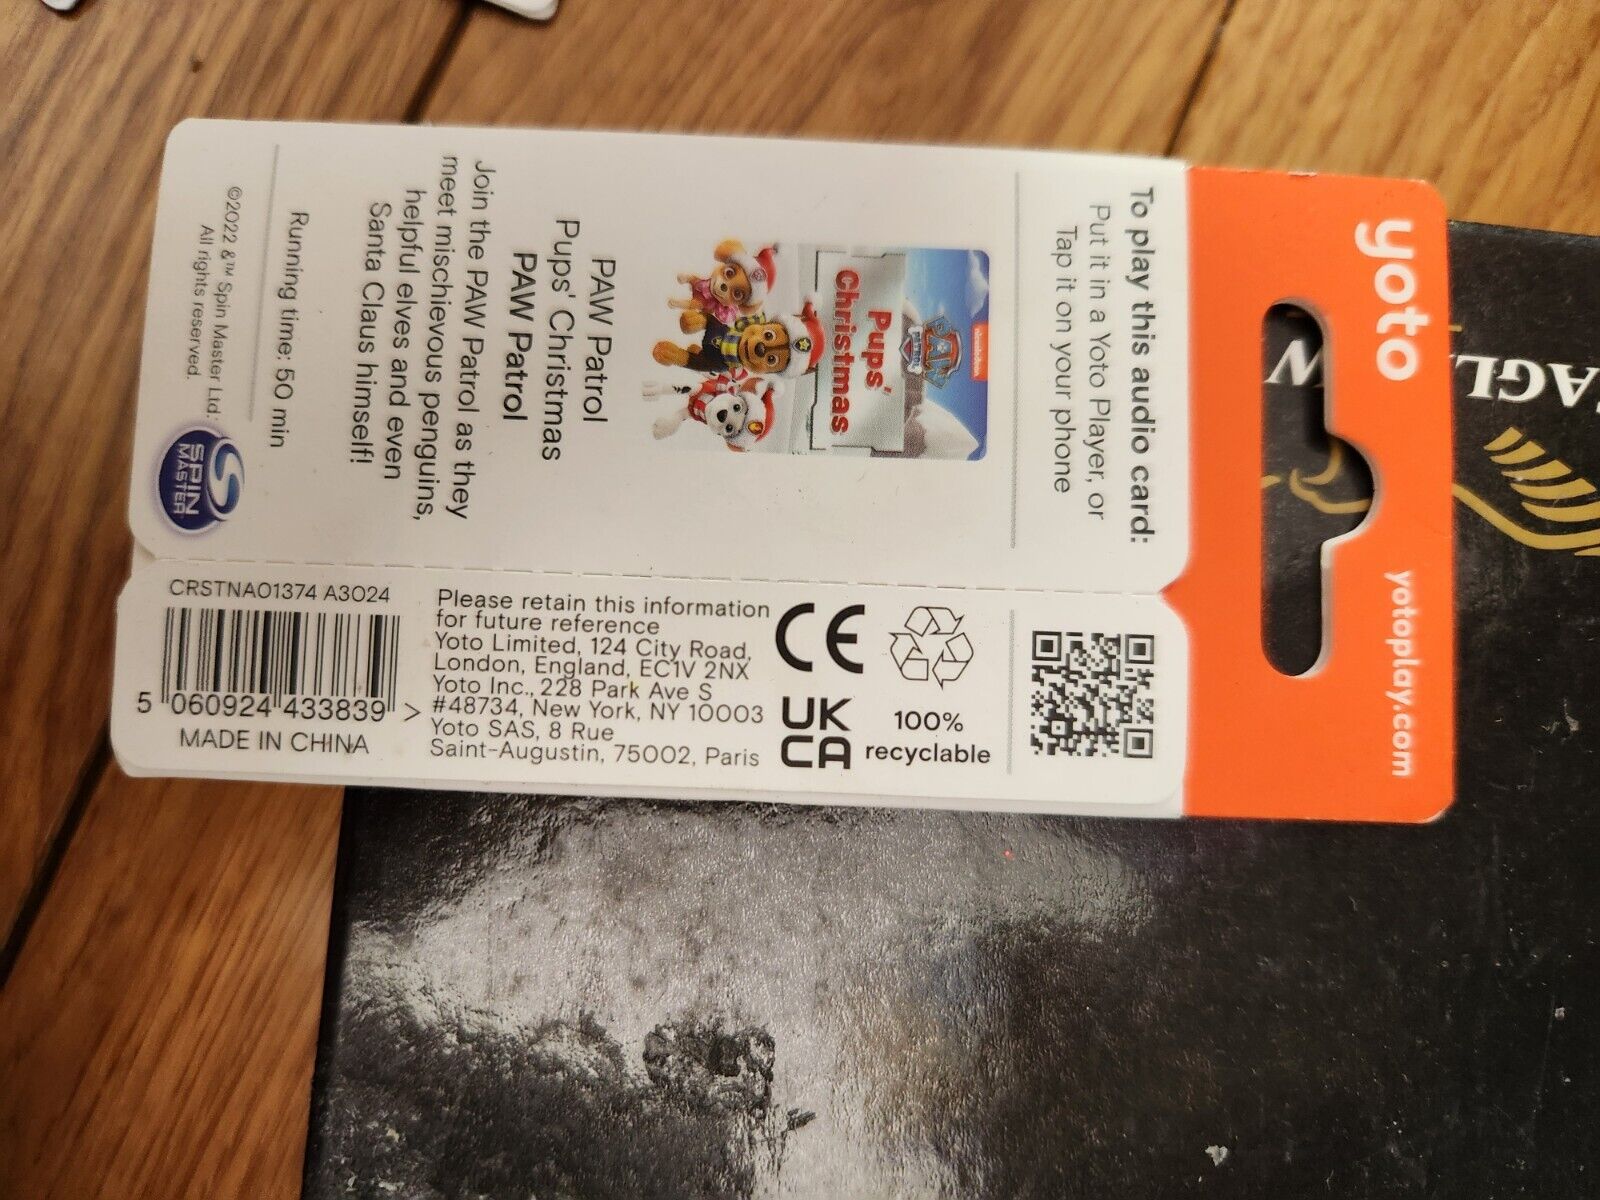 yoto
yotoplay.com
To play this audio card:
Put it in a Yoto Player, or
Tap it on your phone
nickelodeon
PAW
PATROL
Pups'
Christmas
PAW Patrol
Pups' Christmas
PAW Patrol
Join the PAW Patrol as they
meet mischievous penguins,
helpful elves and even
Santa Claus himself!
Running time: 50 min
©2022 &™ Spin Master Ltd.
All rights reserved.
SPIN
MASTER
100%
recyclable
CE
UK
CA
Please retain this information
for future reference
Yoto Limited, 124 City Road,
London, England, EC1V 2NX
Yoto Inc., 228 Park Ave S
#48734, New York, NY 10003
Yoto SAS, 8 Rue
Saint-Augustin, 75002, Paris
CRSTNA01374 A3024
5 060924 433839 >
MADE IN CHINA